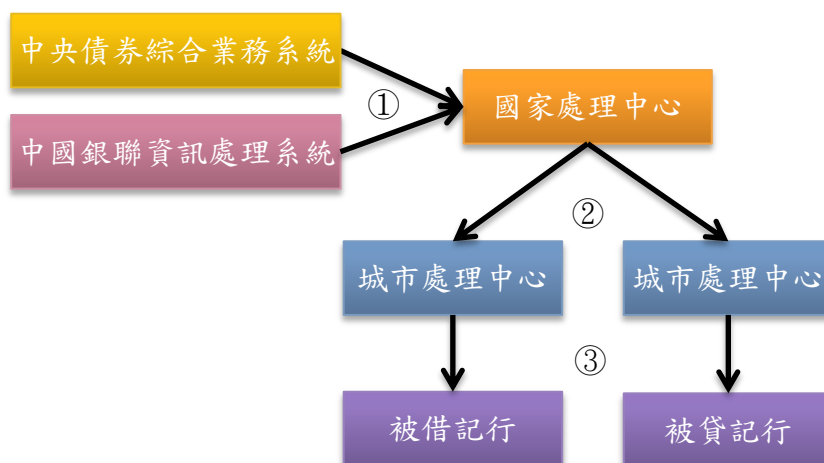 中央債券綜合業務系統
①
國家處理中心
中國銀聯資訊處理系統
②
城市處理中心
城市處理中心
③
被借記行
被貸記行